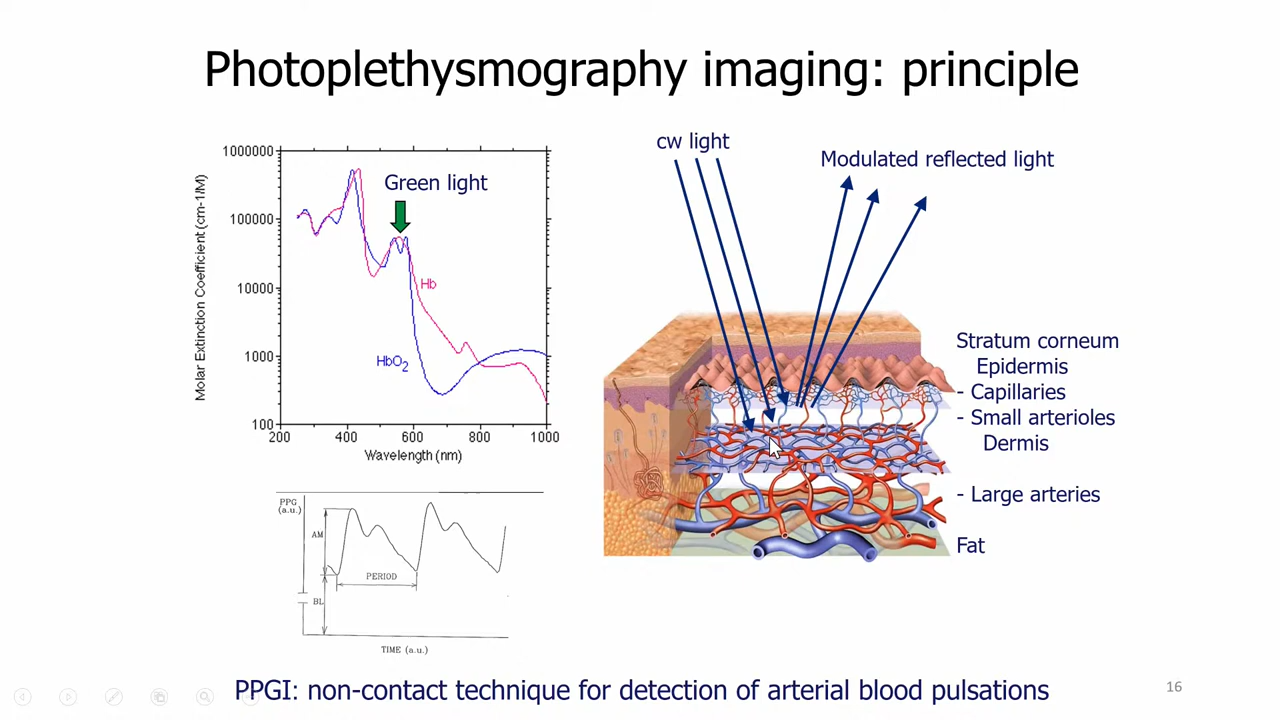 Photoplethysmography imaging: principle
Molar Extinction Coefficient (cm-1/M)
1000000
100000
10000
1000
100
200 400 600 800 1000
Wavelength (nm)
Green light
Hb
HbO2
PPG
(a.u.)
AM
PERIOD
BL
TIME (a.u.)
cw light
Modulated reflected light
Stratum corneum
Epidermis
- Capillaries
- Small arterioles
Dermis
- Large arteries
Fat
PPGI: non-contact technique for detection of arterial blood pulsations
16